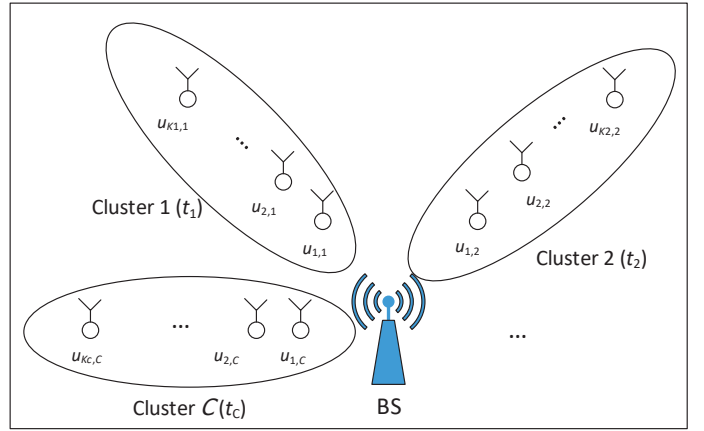 u_{K1,1}
...
u_{2,1}
u_{1,1}
Cluster 1 (t_1)
u_{K2,2}
...
u_{2,2}
u_{1,2}
Cluster 2 (t_2)
u_{Kc,C}
...
u_{2,C}
u_{1,C}
Cluster C (t_C)
BS
...